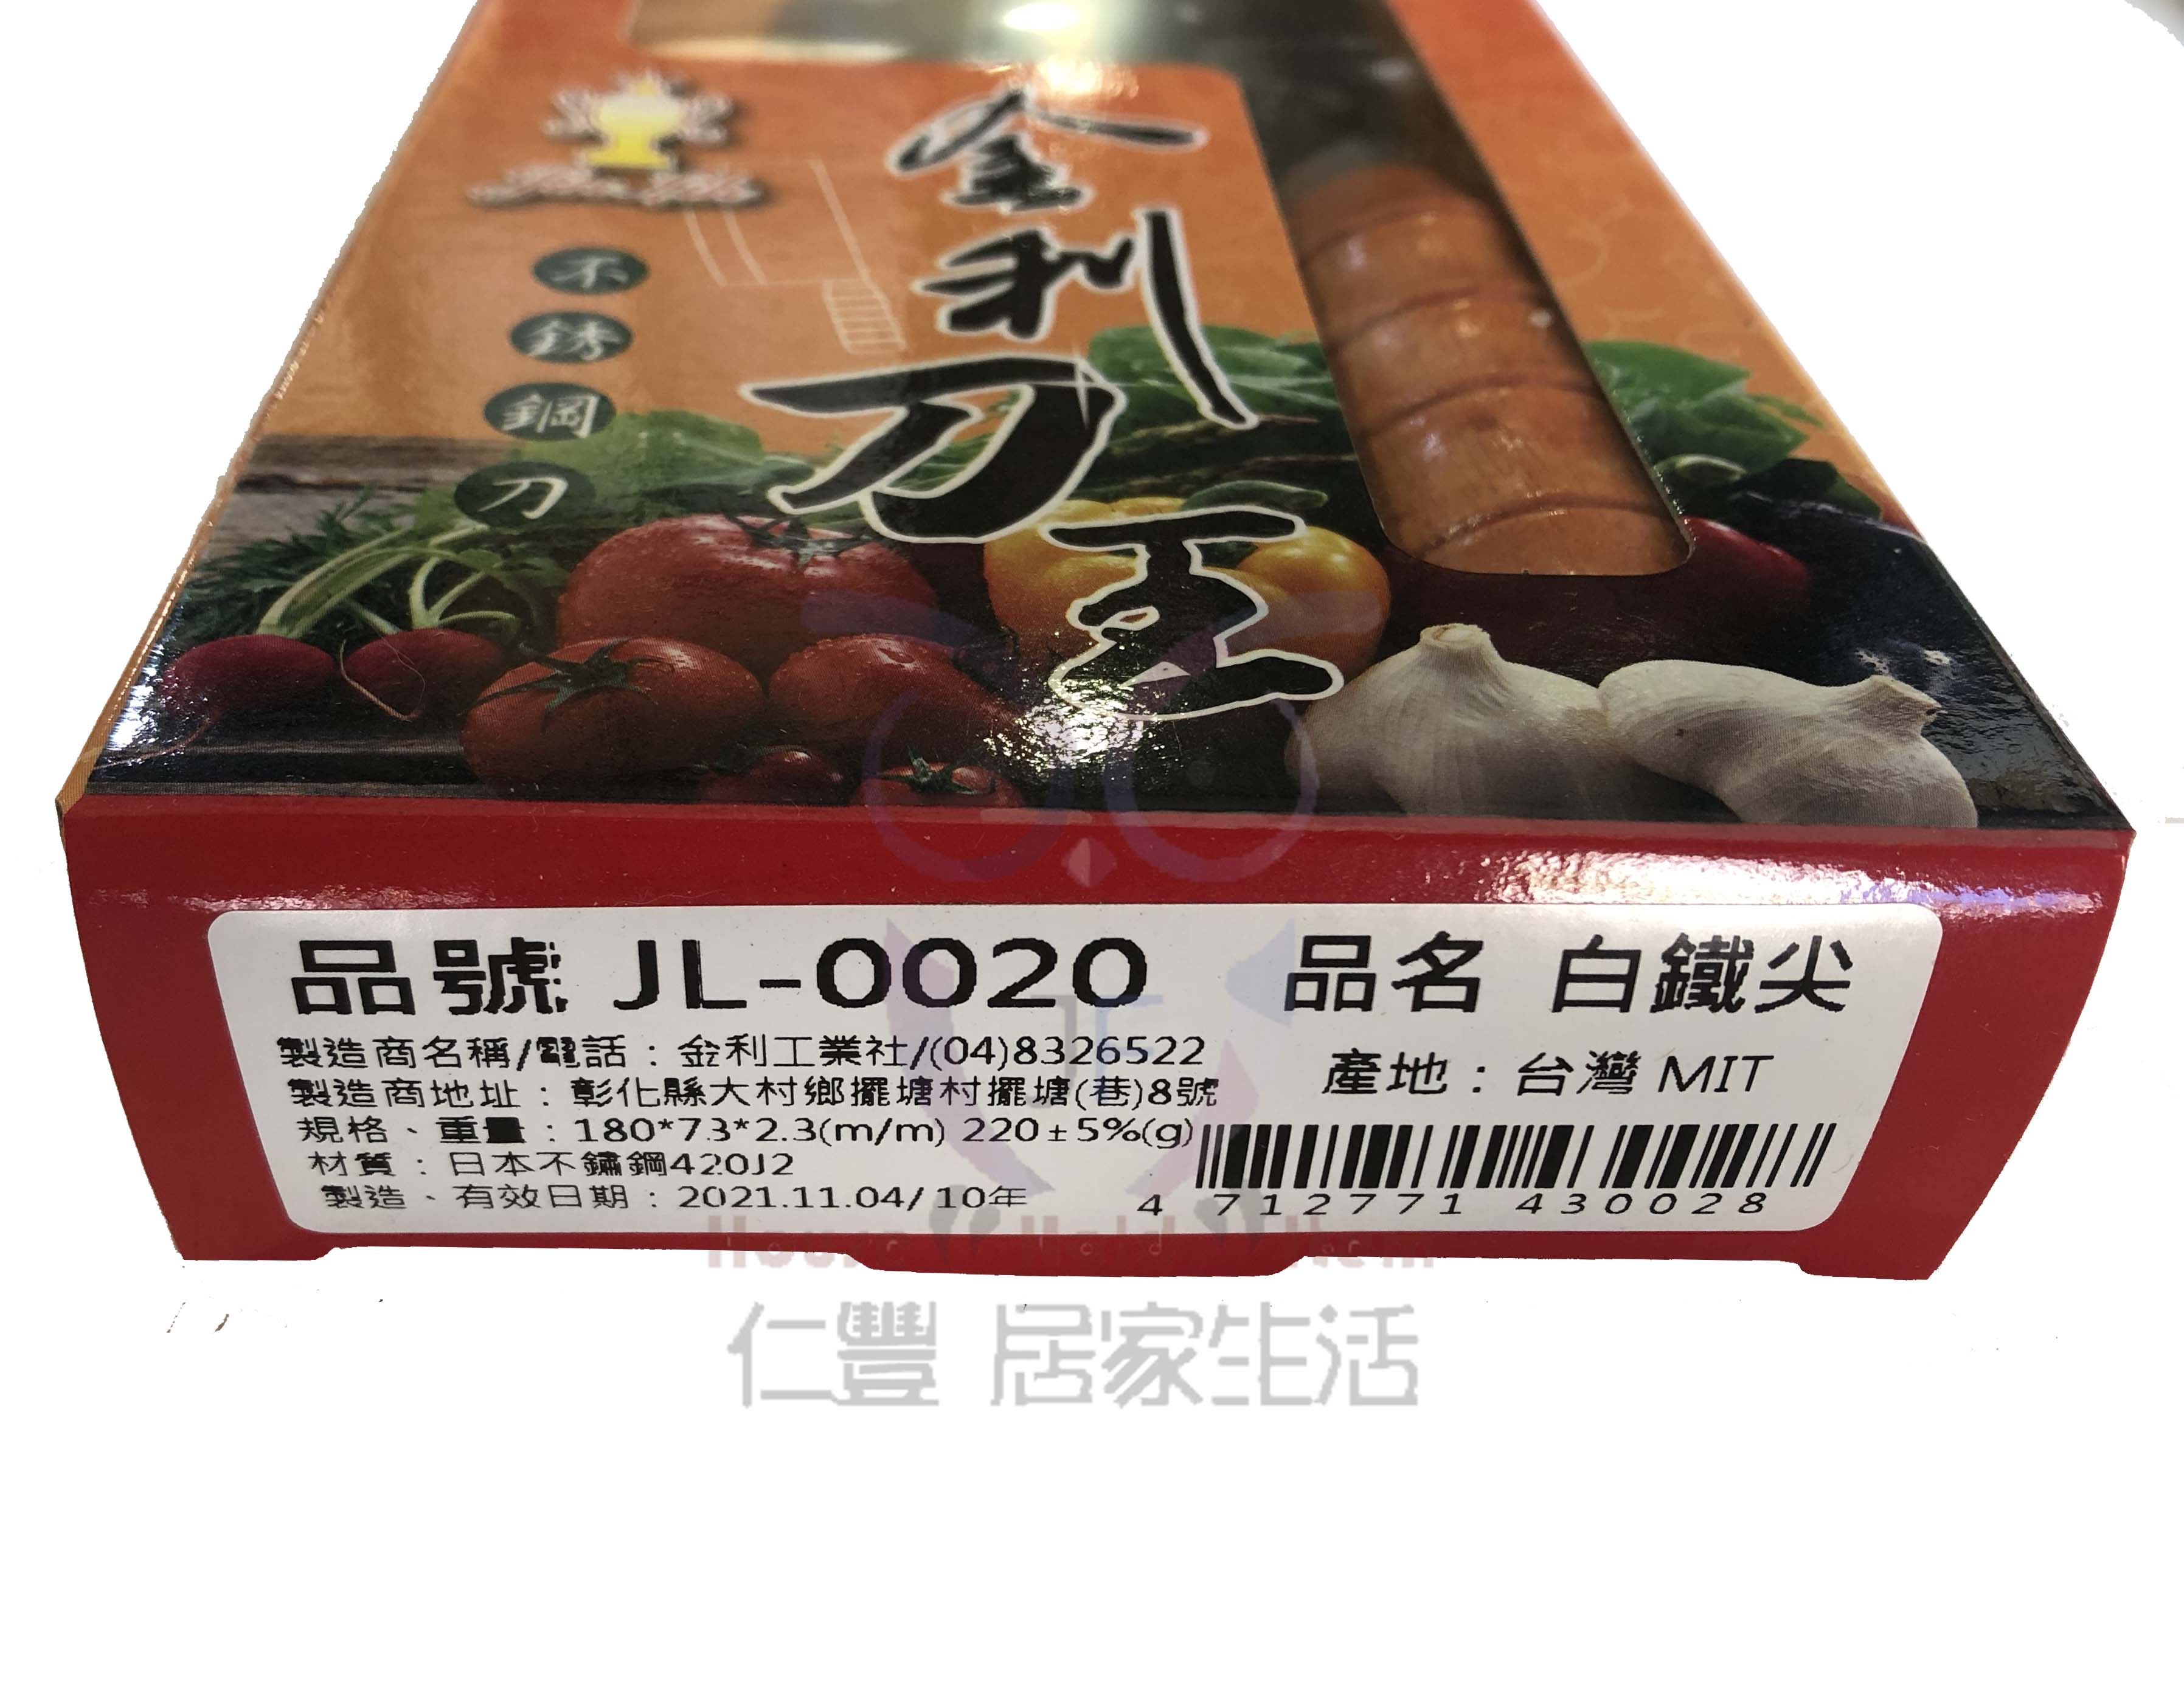 金利刀王
不銹鋼刀
品號 JL-0020
品名 白鐵尖
製造商名稱/電話：金利工業社/(04)8326522
製造商地址：彰化縣大村鄉擺塘村擺塘(巷)8號
產地：台灣 MIT
規格、重量：180*73*2.3(m/m) 220±5%(g)
材質：日本不鏽鋼420J2
製造、有效日期：2021.11.04/10年
4 712771 430028
仁豐 居家生活